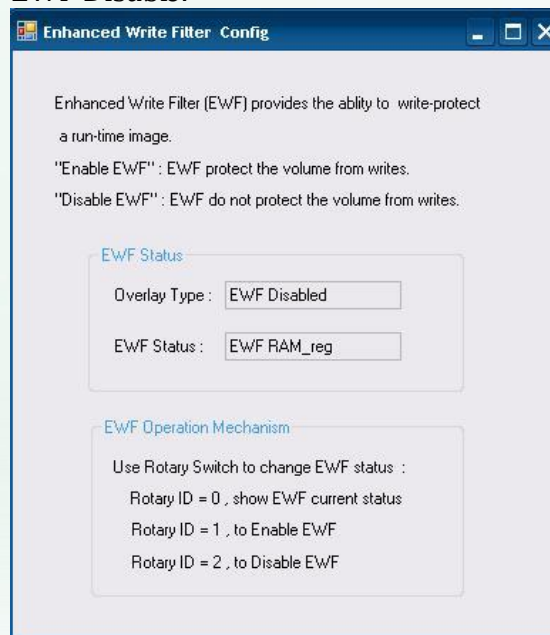 Enhanced Write Fitter Config
Enhanced Write Filter (EWF) provides the ablity to write-protect
a run-time image.
"Enable EWF" : EWF protect the volume from writes.
"Disable EWF" : EWF do not protect the volume from writes.
EWF Status
Overlay Type : EWF Disabled
EWF Status : EWF RAM_reg
EWF Operation Mechanism
Use Rotary Switch to change EWF status :
Rotary ID = 0 , show EWF current status
Rotary ID = 1 , to Enable EWF
Rotary ID = 2 , to Disable EWF